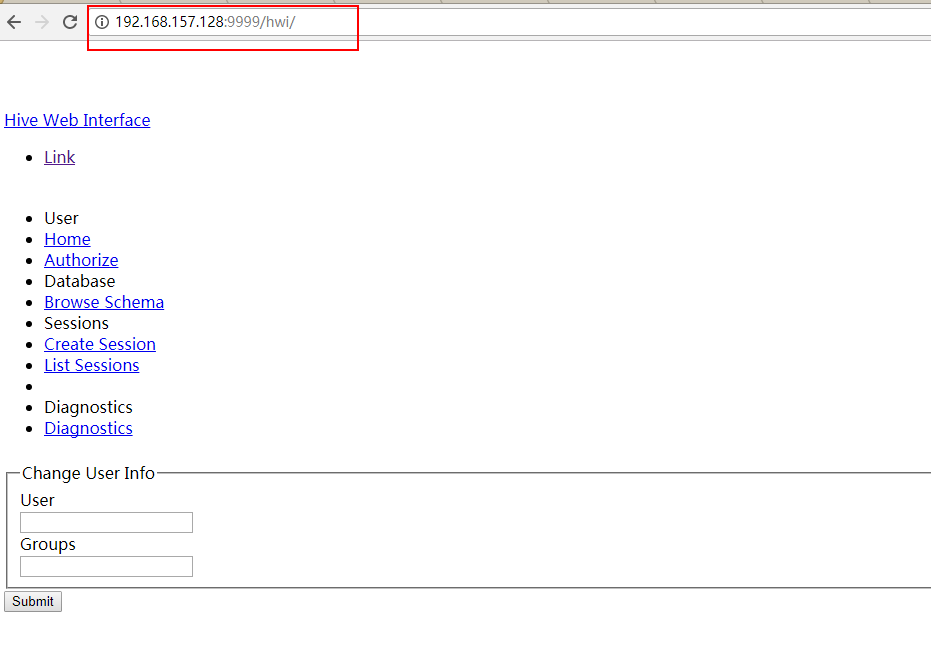 192.168.157.128:9999/hwi/
Hive Web Interface
Link
User
Home
Authorize
Database
Browse Schema
Sessions
Create Session
List Sessions
Diagnostics
Diagnostics
Change User Info
User
Groups
Submit